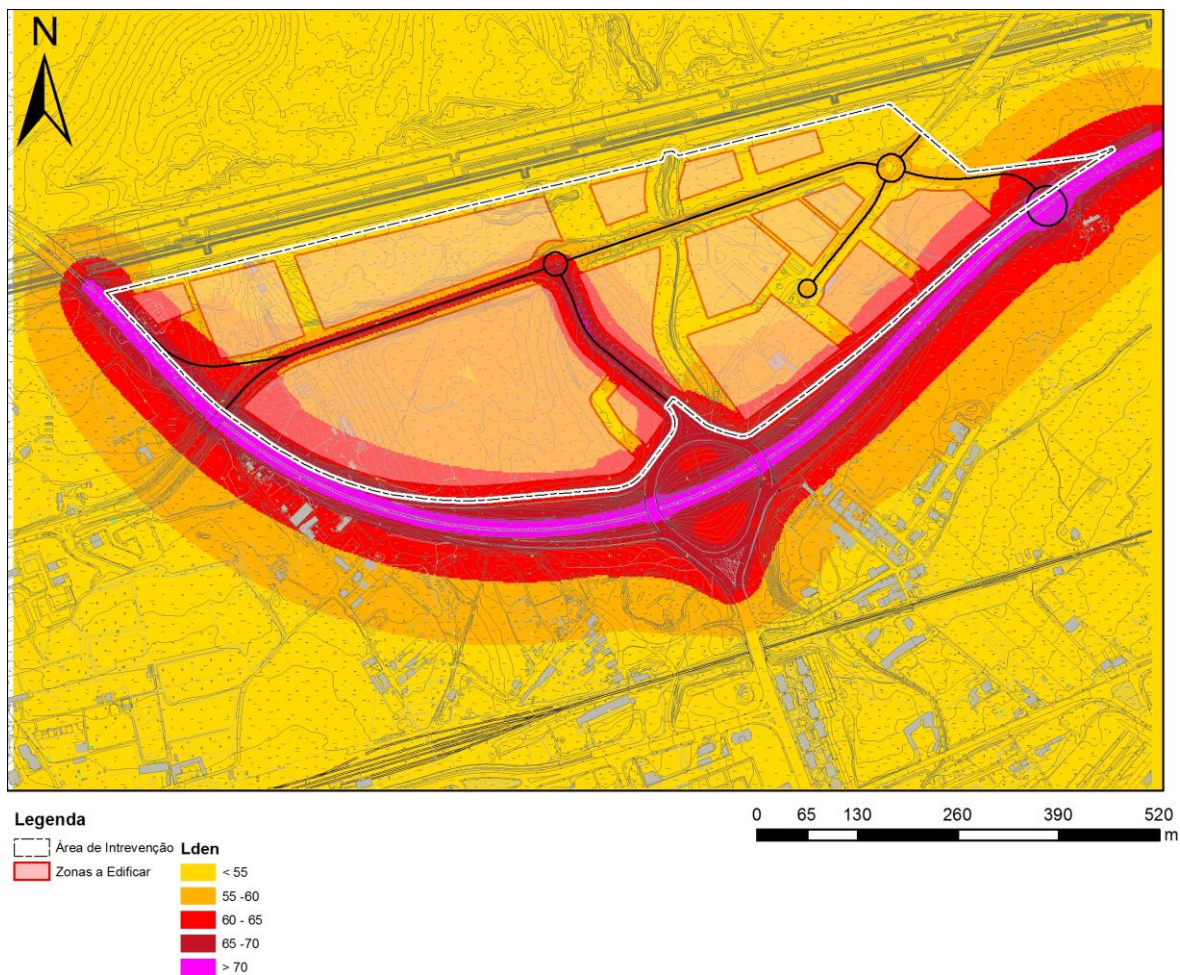 N
Legenda
Área de Intrevenção
Zonas a Edificar
Lden
< 55
55 -60
60 - 65
65 -70
> 70
0 65 130 260 390 520
m